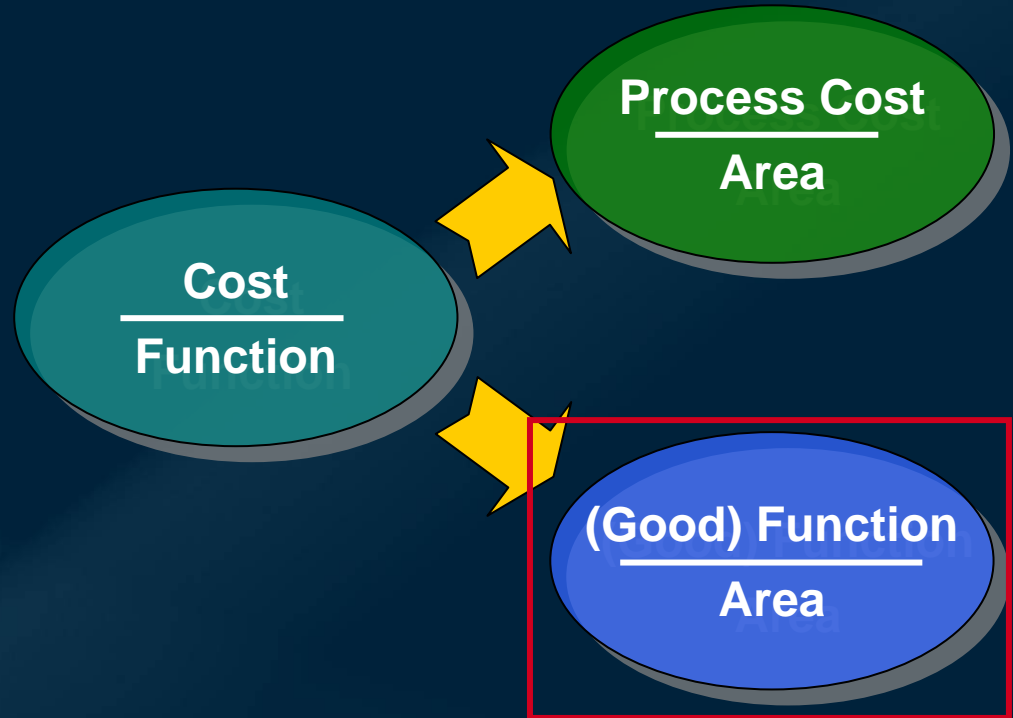 Process Cost
Area
Cost
Function
(Good) Function
Area